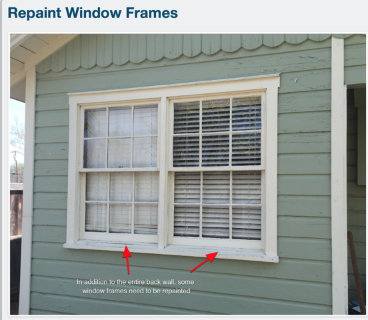 Repaint Window Frames
In addition to the entire back wall, some
window frames need to be repainted.